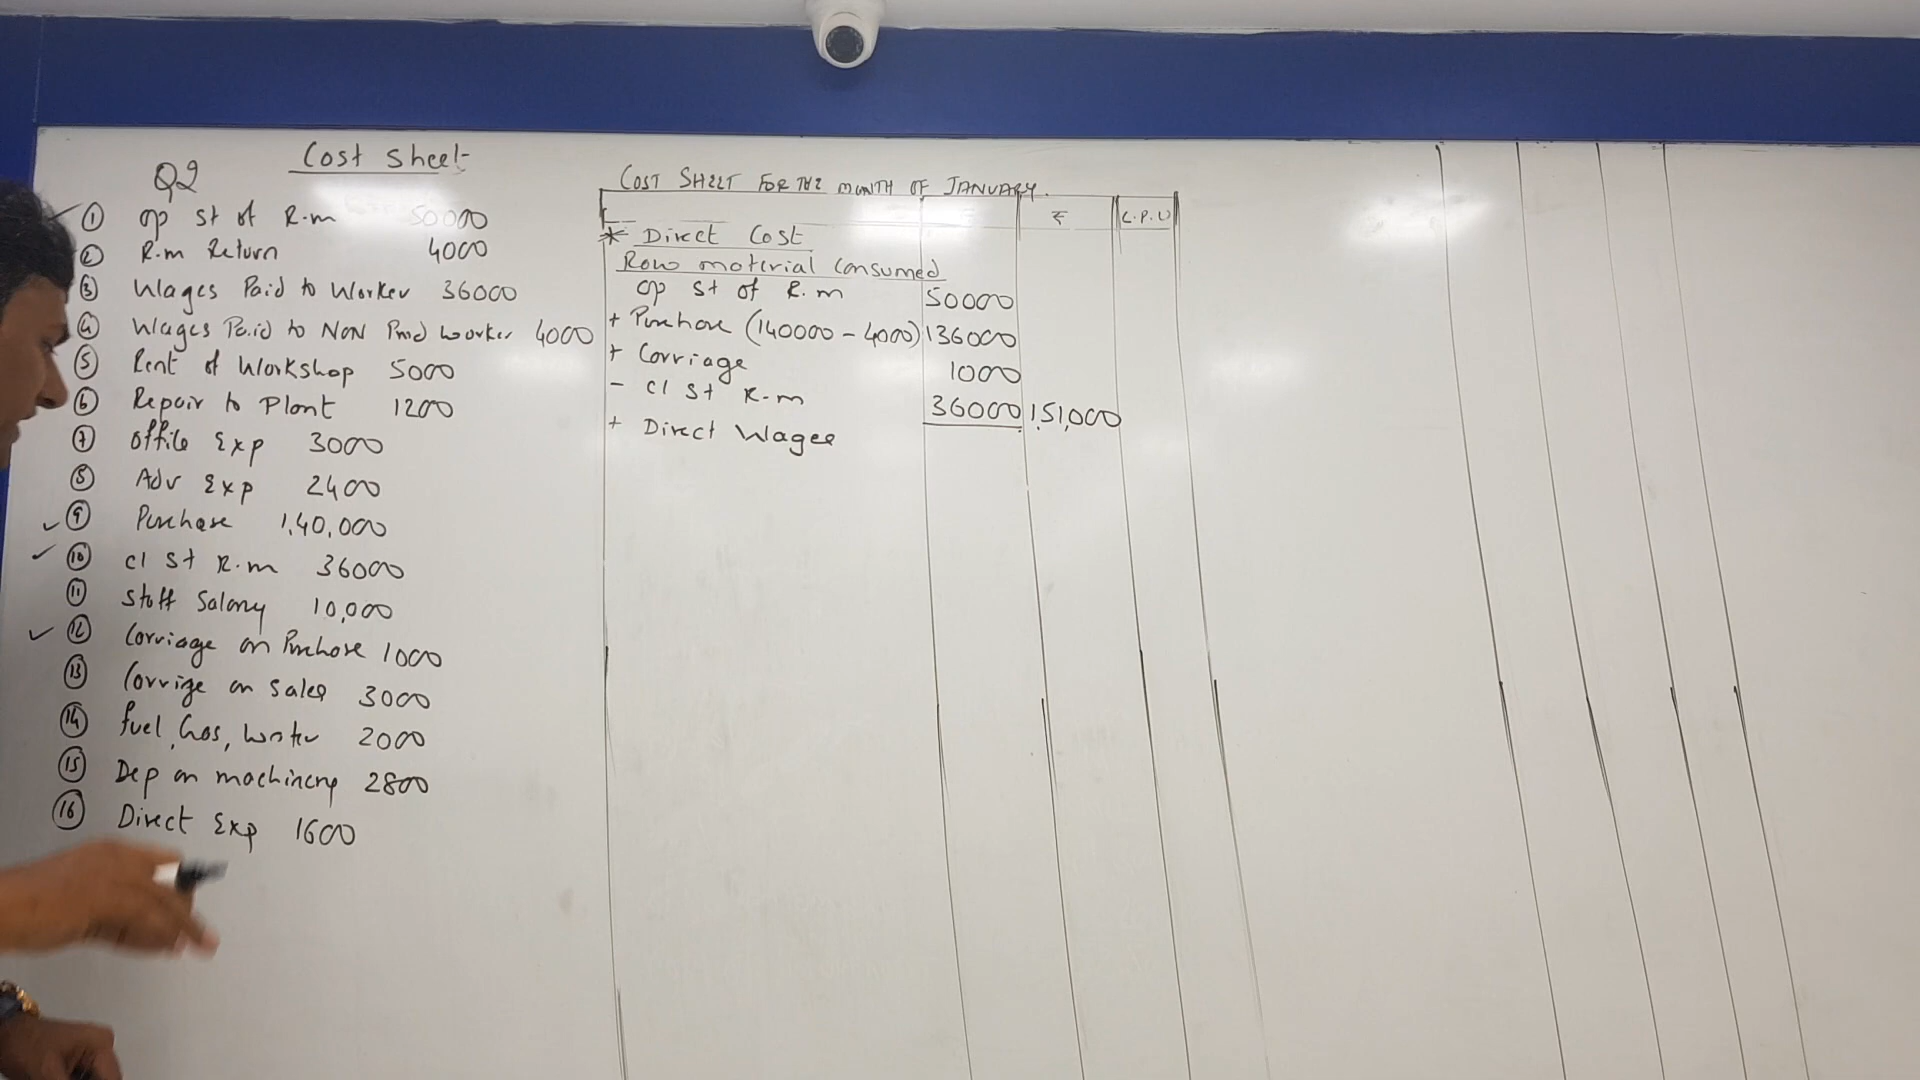 Cost Sheet
Q2
① op st of R.m 50000
② R.m Return 4000
③ Wages Paid to Worker 36000
④ Wages Paid to NON Prod Worker 4000
⑤ Rent of Workshop 5000
⑥ Repair to Plant 1200
⑦ Office Exp 3000
⑧ Adv Exp 2400
⑨ Purchase 1,40,000
⑩ cl st R.m 36000
⑪ Staff Salary 10,000
⑫ Carriage on Purchase 1000
⑬ Carrige on Sales 3000
⑭ Fuel, Gas, Water 2000
⑮ Dep on machinery 2800
⑯ Direct Exp 1600
COST SHEET FOR THE MONTH OF JANUARY.
₹ C.P.U
* Direct Cost
Raw material Consumed
op st of R.m 50000
+ Purchase (140000 - 4000) 136000
+ Carriage 1000
- cl st R.m 36000 1,51,000
+ Direct Wages